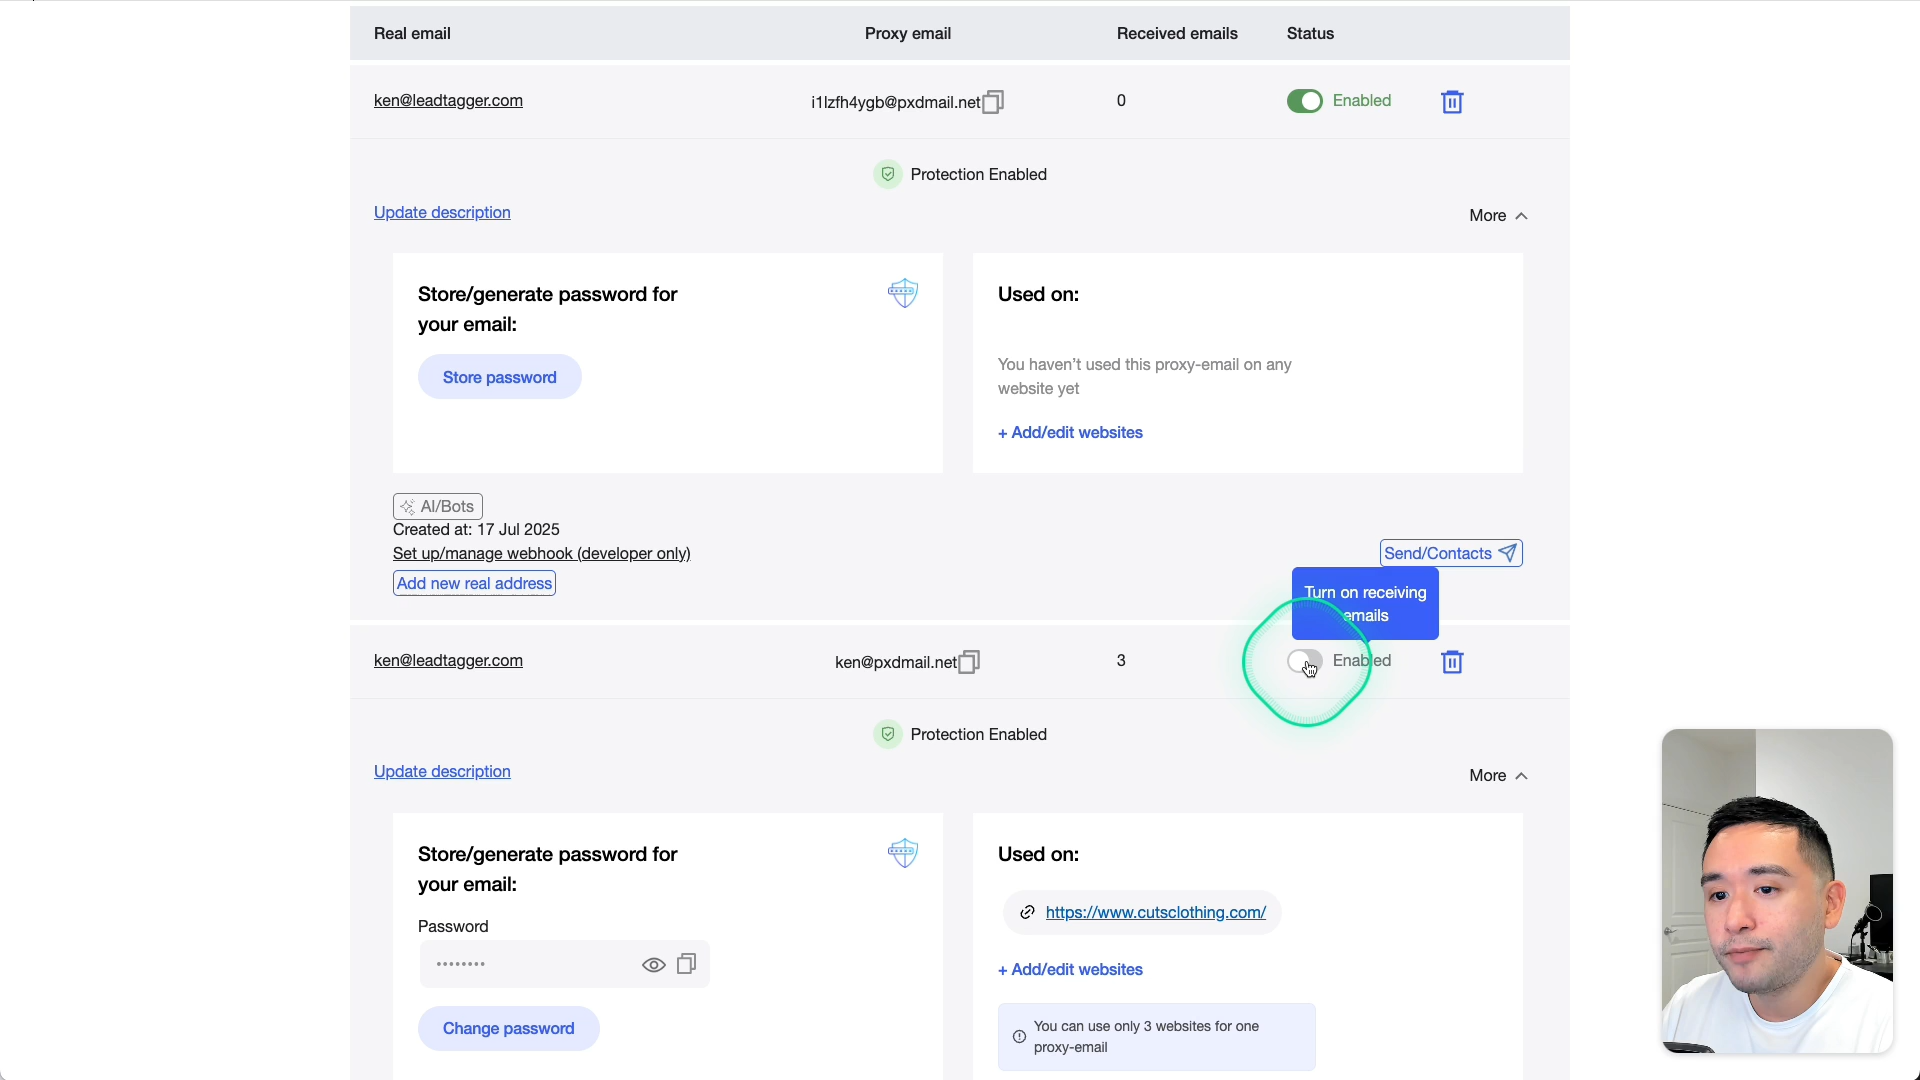 Real email Proxy email Received emails Status
ken@leadtagger.com i1lzfh4ygb@pxdmail.net 0 Enabled
Protection Enabled
Update description
More
Store/generate password for
your email:
Store password
Used on:
You haven’t used this proxy-email on any
website yet
+ Add/edit websites
AI/Bots
Created at: 17 Jul 2025
Set up/manage webhook (developer only)
Add new real address
Send/Contacts
Turn on receiving
emails
ken@leadtagger.com ken@pxdmail.net 3 Enabled
Protection Enabled
Update description
More
Store/generate password for
your email:
Password
••••••••
Change password
Used on:
https://www.cutsclothing.com/
+ Add/edit websites
You can use only 3 websites for one
proxy-email